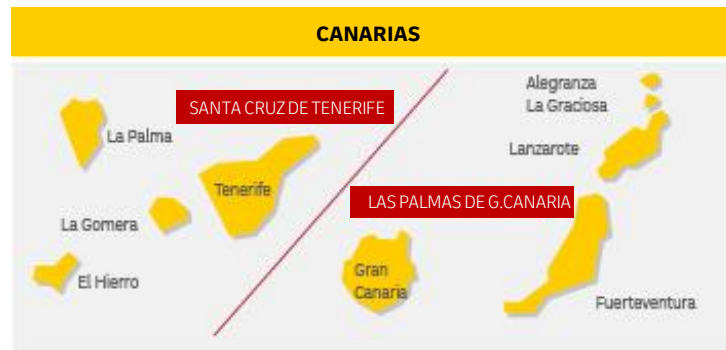 CANARIAS
SANTA CRUZ DE TENERIFE
La Palma
Tenerife
La Gomera
El Hierro
Alegranza
La Graciosa
Lanzarote
LAS PALMAS DE G.CANARIA
Gran
Canaria
Fuerteventura